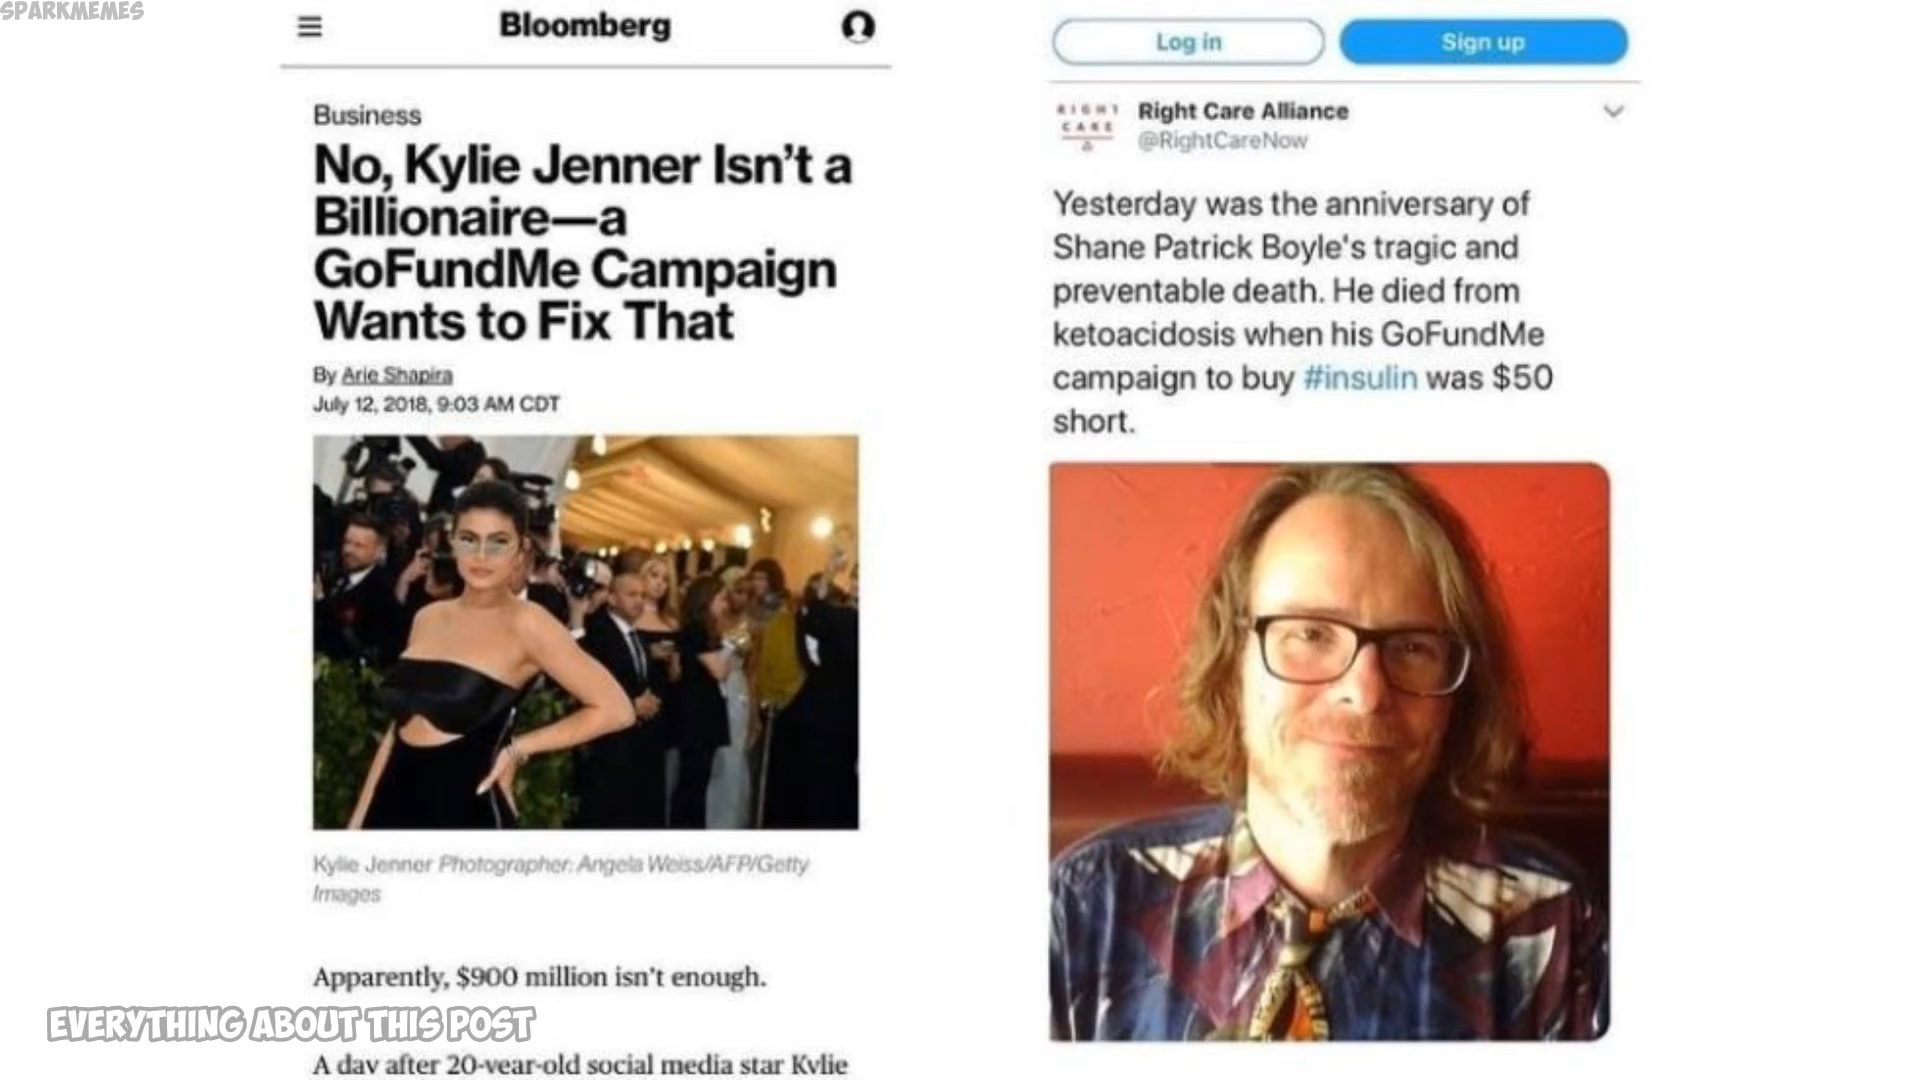 SPARKMEMES
Bloomberg
Business
No, Kylie Jenner Isn't a
Billionaire—a
GoFundMe Campaign
Wants to Fix That
By Arie Shapira
July 12, 2018, 9:03 AM CDT
Kylie Jenner Photographer: Angela Weiss/AFP/Getty
Images
Apparently, $900 million isn't enough.
EVERYTHING ABOUT THIS POST
A day after 20-year-old social media star Kylie
Log in
Sign up
RIGHT
CARE
Right Care Alliance
@RightCareNow
Yesterday was the anniversary of
Shane Patrick Boyle's tragic and
preventable death. He died from
ketoacidosis when his GoFundMe
campaign to buy #insulin was $50
short.